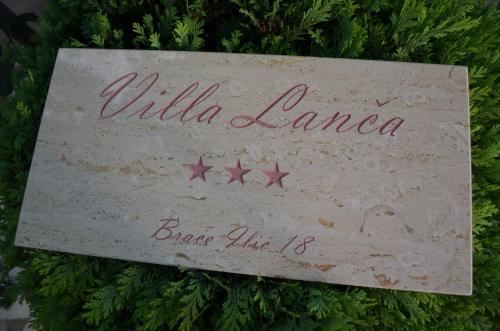 Villa Lanča
★ ★ ★
Braće Ilić 18